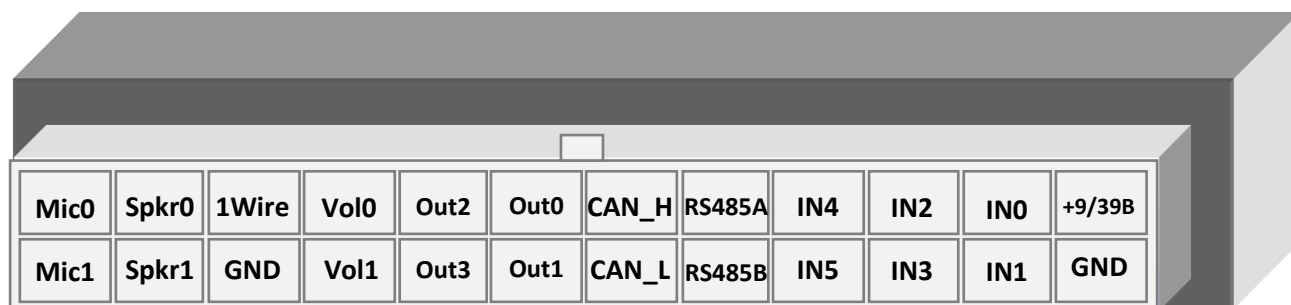 Mic0 Spkr0 1Wire Vol0 Out2 Out0 CAN_H RS485A IN4 IN2 IN0 +9/39B
Mic1 Spkr1 GND Vol1 Out3 Out1 CAN_L RS485B IN5 IN3 IN1 GND